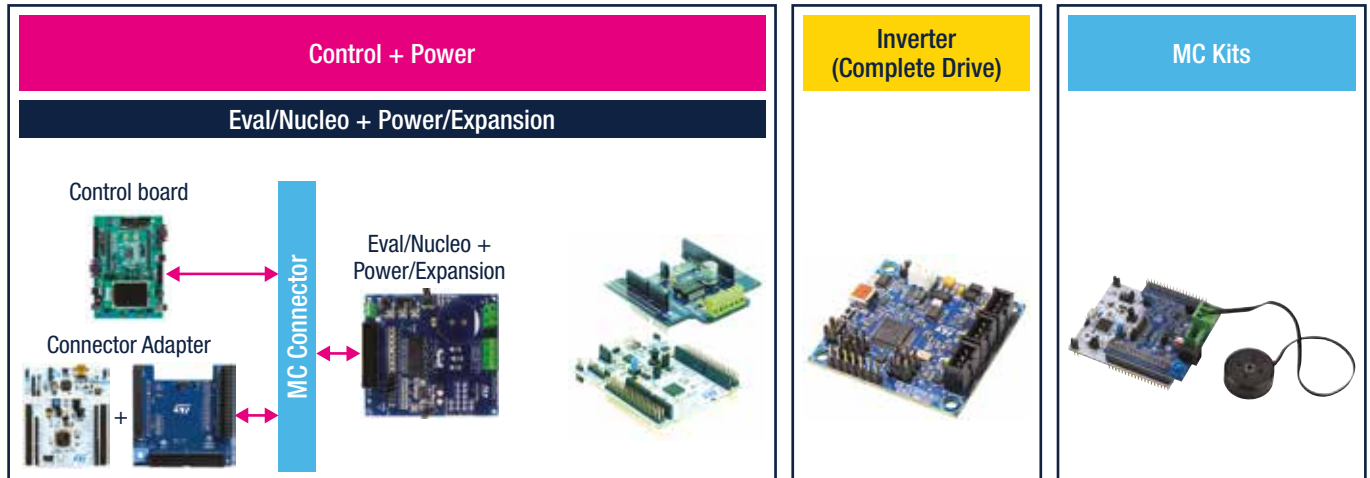 Control + Power
Eval/Nucleo + Power/Expansion
Control board
Connector Adapter
+
MC Connector
Eval/Nucleo +
Power/Expansion
Inverter
(Complete Drive)
MC Kits